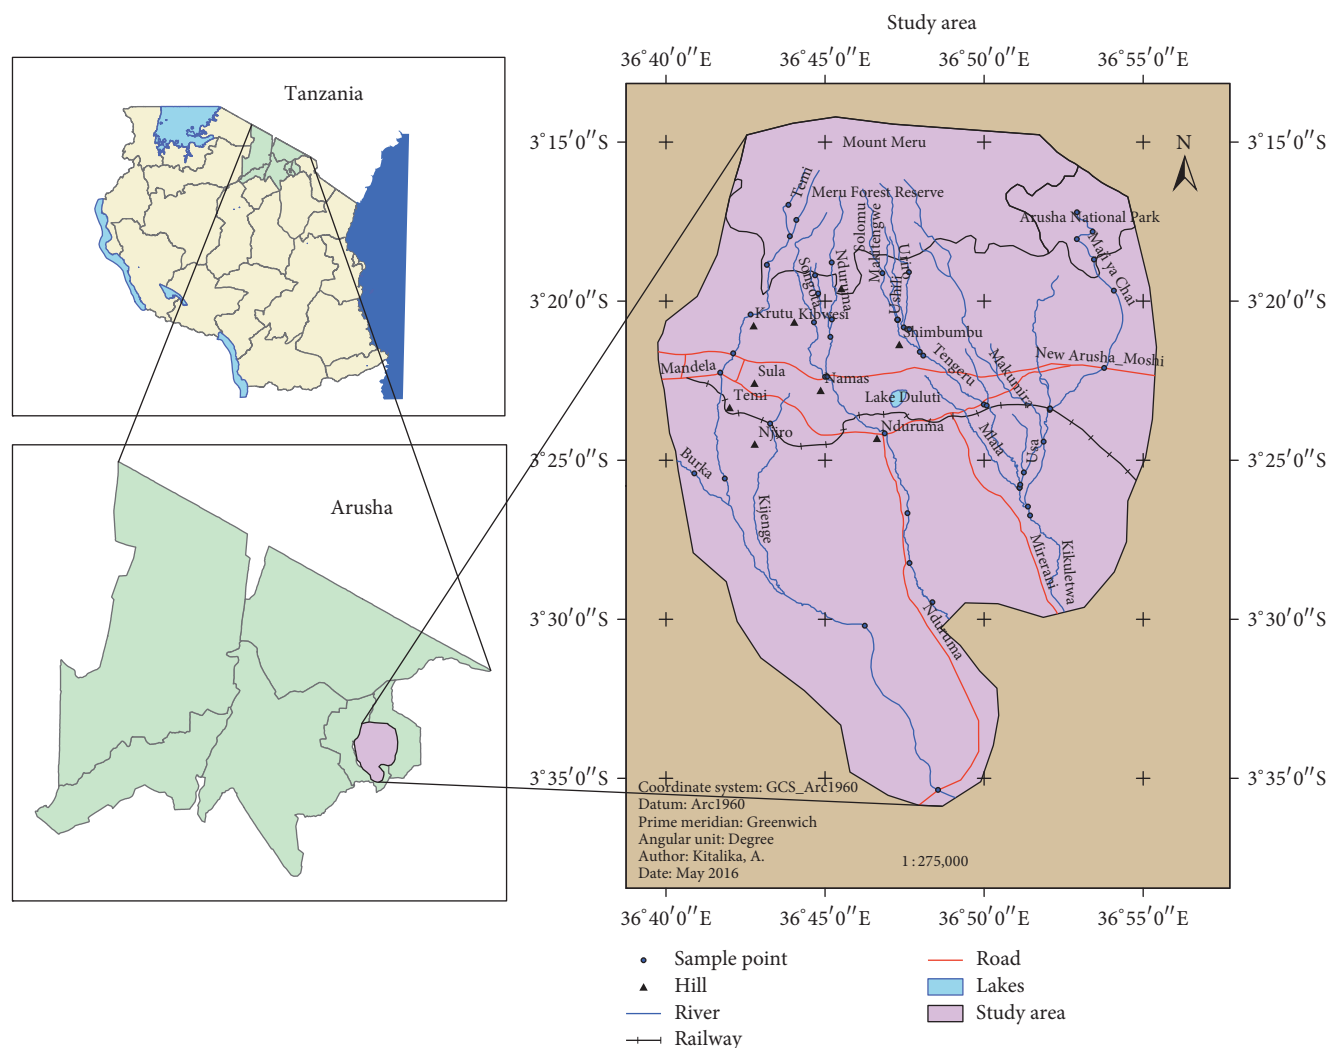 Study area
36°40′0″E 36°45′0″E 36°50′0″E 36°55′0″E
Tanzania
3°15′0″S
3°20′0″S
3°25′0″S
3°30′0″S
3°35′0″S
Arusha
N
Mount Meru
Temi
Meru Forest Reserve
Arusha National Park
Solomu
Makitengwe
Songota
Nduruma
Maji ya Chai
Krutu
Kibwesi
Shimbumbu
Tengeru
Makumira
New Arusha_Moshi
Mandela
Sula
Namas
Temi
Lake Duluti
Njiro
Nduruma
Mlala
Usa
Burka
Kijenge
Mirerani
Kikuletwa
Nduruma
3°15′0″S
3°20′0″S
3°25′0″S
3°30′0″S
3°35′0″S
Coordinate system: GCS_Arc1960
Datum: Arc1960
Prime meridian: Greenwich
Angular unit: Degree
Author: Kitalika, A.
Date: May 2016
1 : 275,000
36°40′0″E 36°45′0″E 36°50′0″E 36°55′0″E
Sample point
Hill
River
Railway
Road
Lakes
Study area